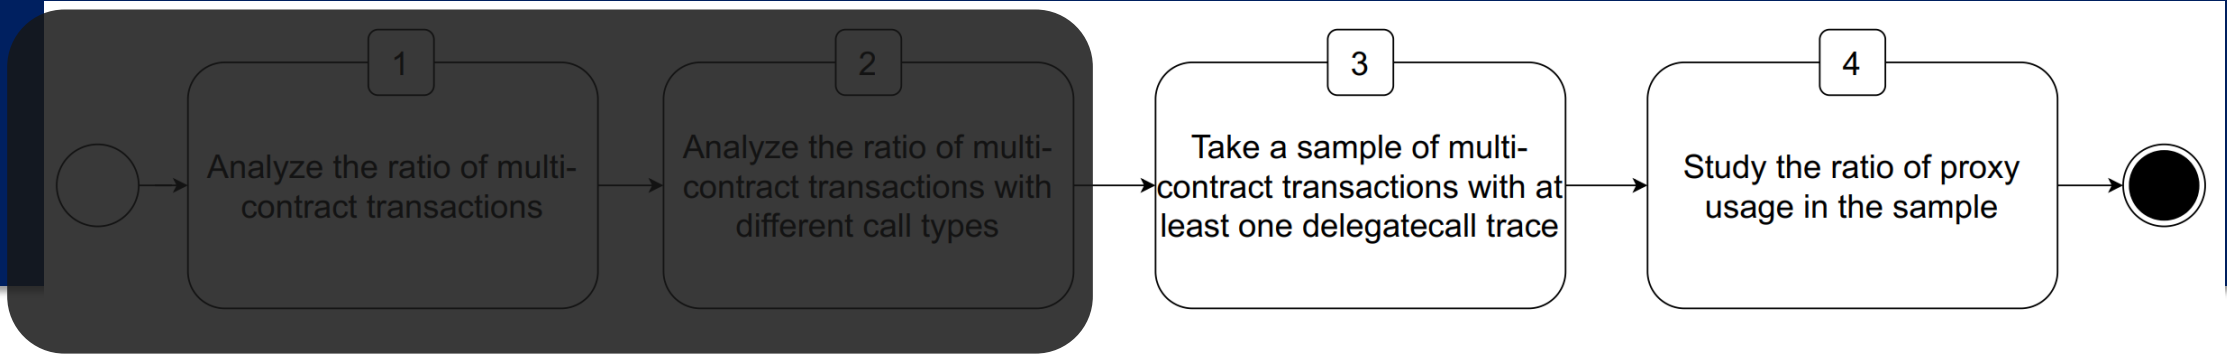 1
Analyze the ratio of multi-
contract transactions
2
Analyze the ratio of multi-
contract transactions with
different call types
3
Take a sample of multi-
contract transactions with at
least one delegatecall trace
4
Study the ratio of proxy
usage in the sample